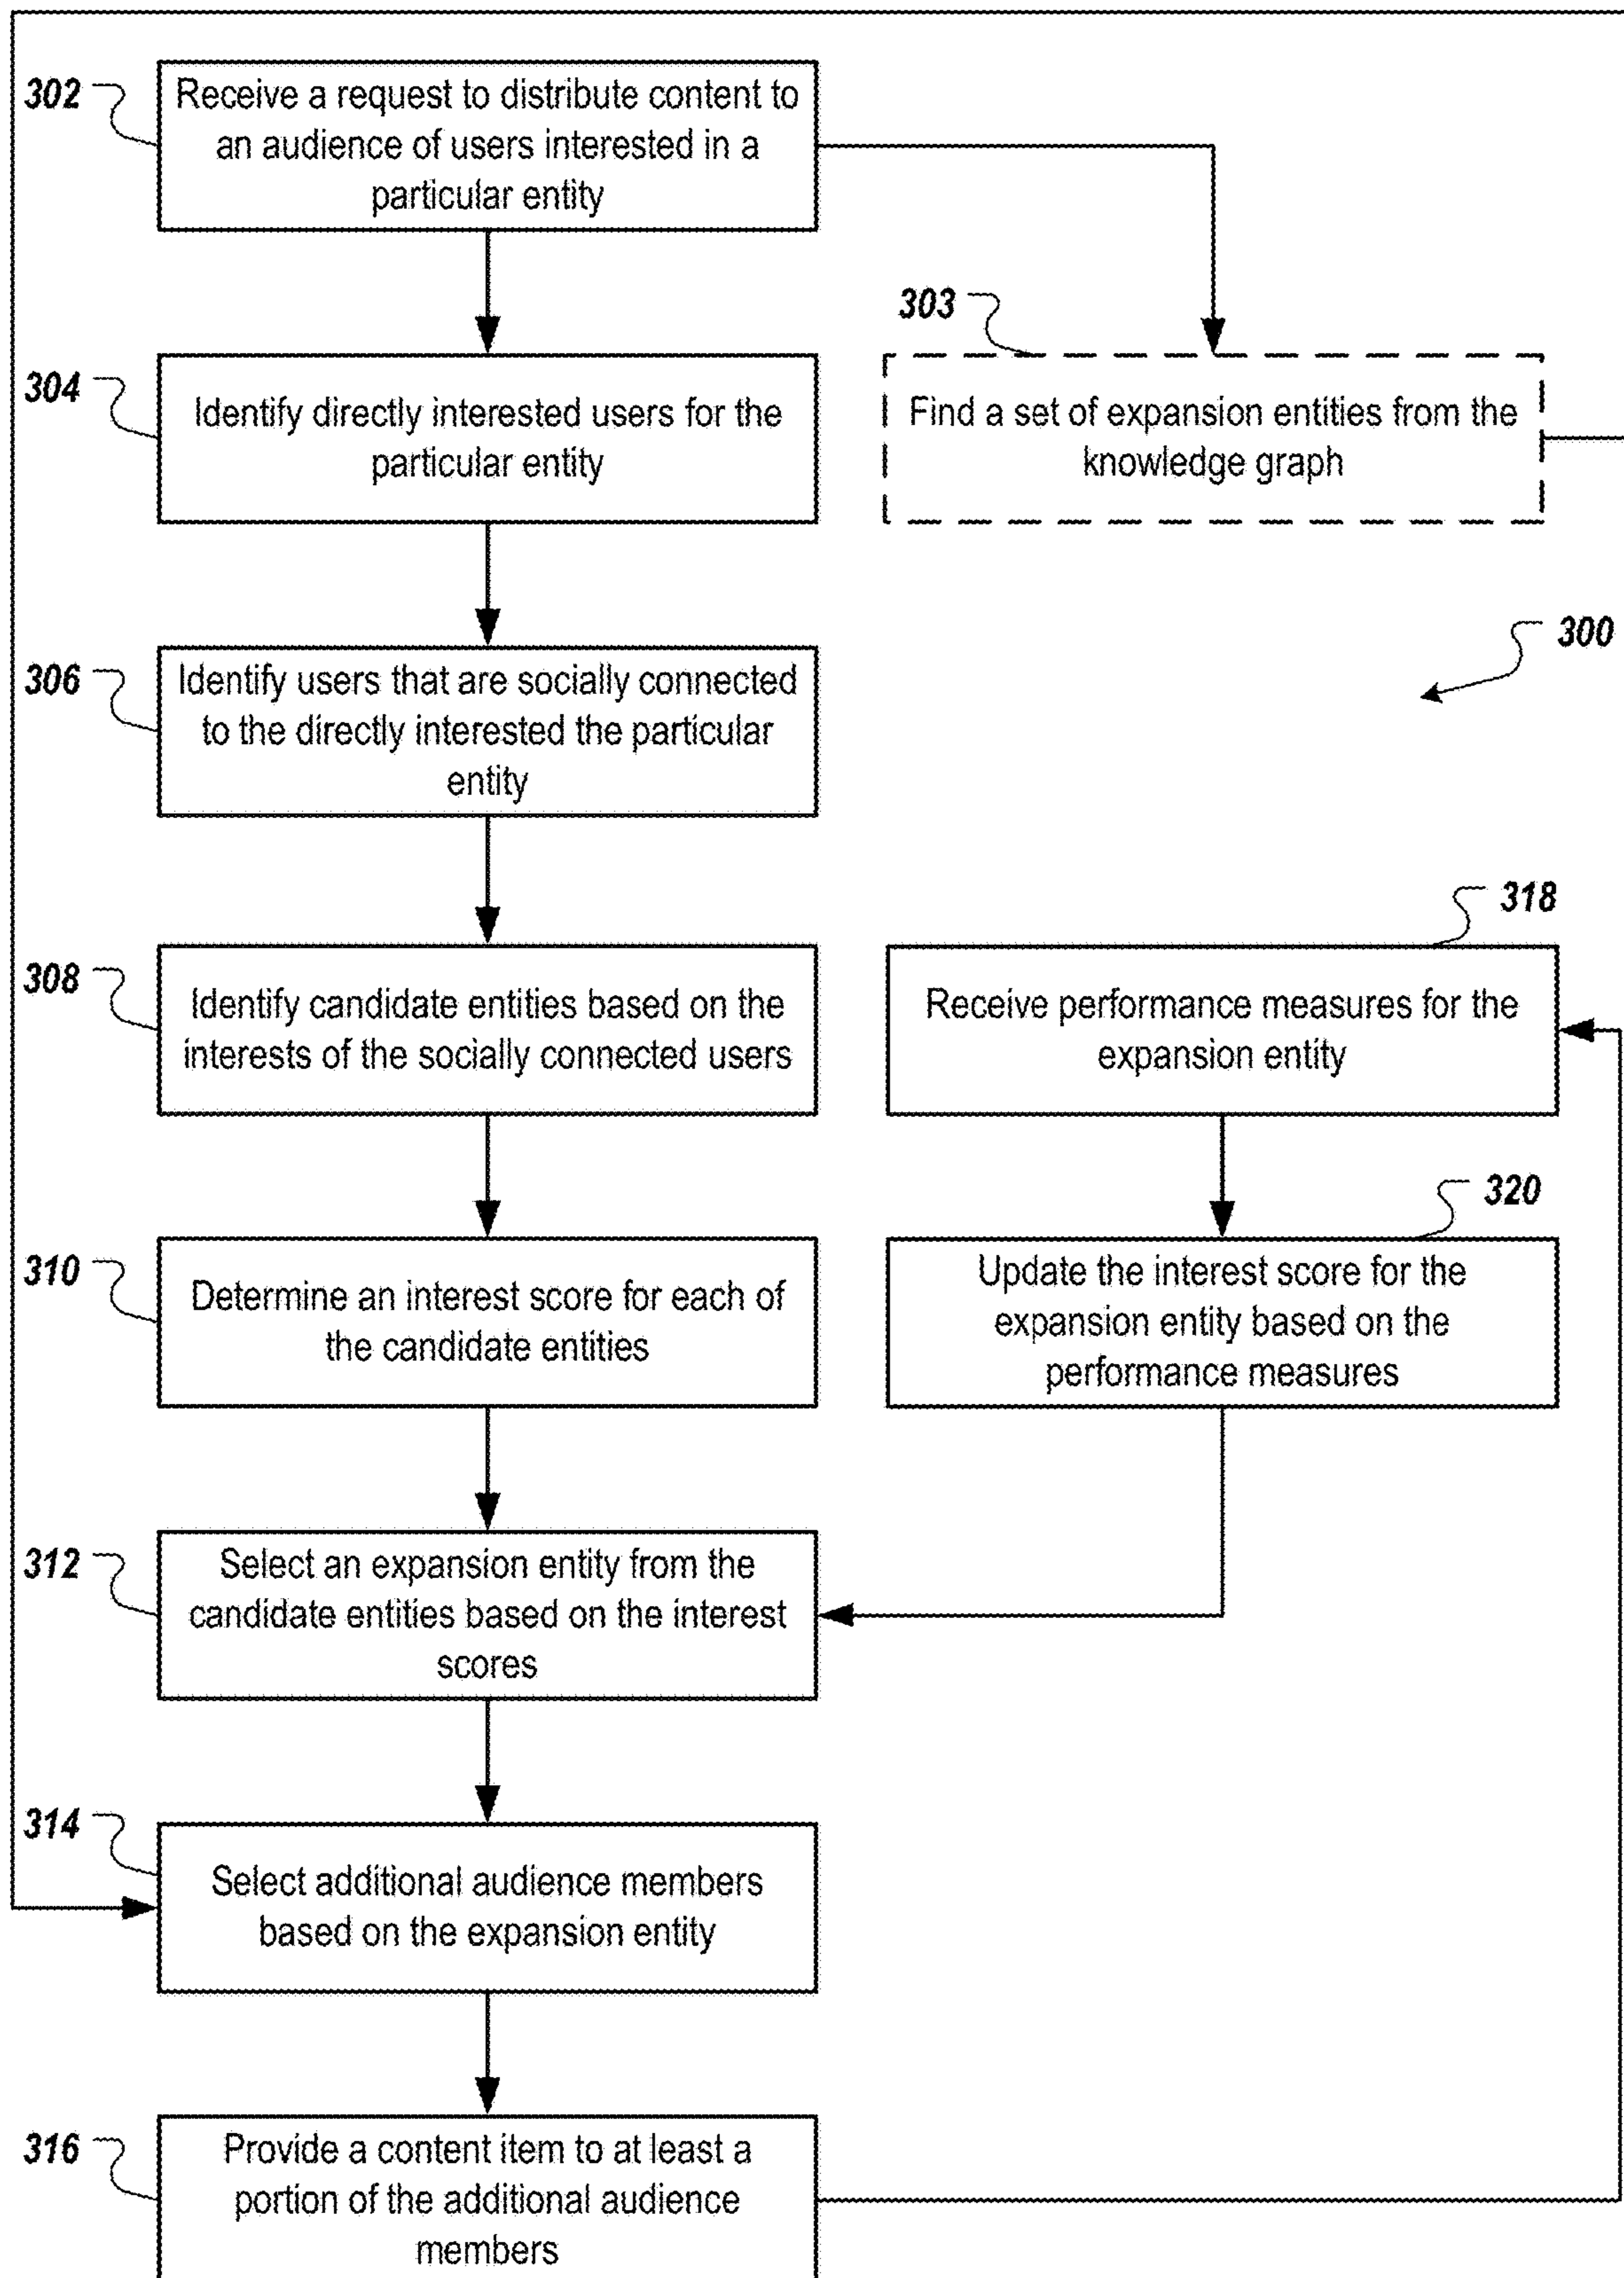 302
Receive a request to distribute content to
an audience of users interested in a
particular entity
303
304
Identify directly interested users for the
particular entity
Find a set of expansion entities from the
knowledge graph
300
306
Identify users that are socially connected
to the directly interested the particular
entity
318
308
Identify candidate entities based on the
interests of the socially connected users
Receive performance measures for the
expansion entity
320
310
Determine an interest score for each of
the candidate entities
Update the interest score for the
expansion entity based on the
performance measures
312
Select an expansion entity from the
candidate entities based on the interest
scores
314
Select additional audience members
based on the expansion entity
316
Provide a content item to at least a
portion of the additional audience
members